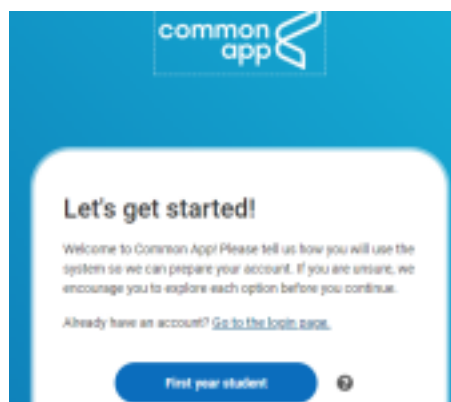 common
app
Let's get started!
Welcome to Common App! Please tell us how you will use the
system so we can prepare your account. If you are unsure, we
encourage you to explore each option before you continue.
Already have an account? Go to the login page.
First year student ?